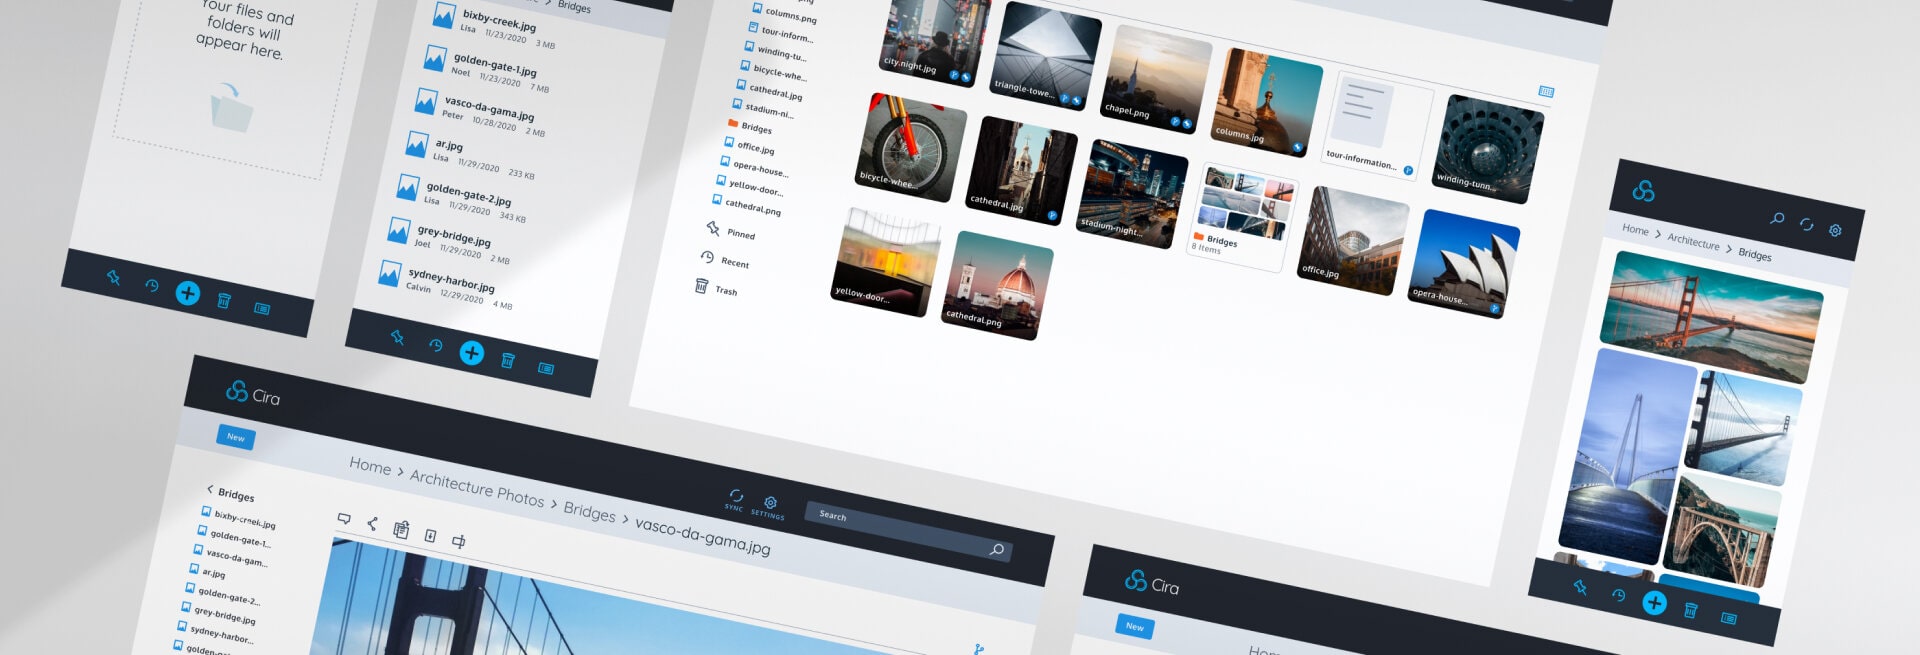 Your files and
folders will
appear here.
Bridges
bixby-creek.jpg
Lisa 11/23/2020 3 MB
golden-gate-1.jpg
Noel 11/23/2020 7 MB
vasco-da-gama.jpg
Peter 10/28/2020 2 MB
ar.jpg
Lisa 11/29/2020 233 KB
golden-gate-2.jpg
Lisa 11/29/2020 343 KB
grey-bridge.jpg
Joel 11/29/2020 2 MB
sydney-harbor.jpg
Calvin 12/29/2020 4 MB
columns.png
tour-inform...
winding-tu...
bicycle-whe...
cathedral.jpg
stadium-ni...
Bridges
office.jpg
opera-house...
yellow-door...
cathedral.png
Pinned
Recent
Trash
city.night.jpg
triangle-towe...
chapel.png
columns.jpg
tour-information...
winding-tunn...
bicycle-whee...
cathedral.jpg
stadium-night...
Bridges
8 Items
office.jpg
opera-house...
yellow-door...
cathedral.png
Home > Architecture > Bridges
Cira
New
Home > Architecture Photos > Bridges > vasco-da-gama.jpg
SYNC
SETTINGS
Search
< Bridges
bixby-creek.jpg
golden-gate-1...
vasco-da-gam...
ar.jpg
golden-gate-2...
grey-bridge.jpg
sydney-harbor...
Cira
New